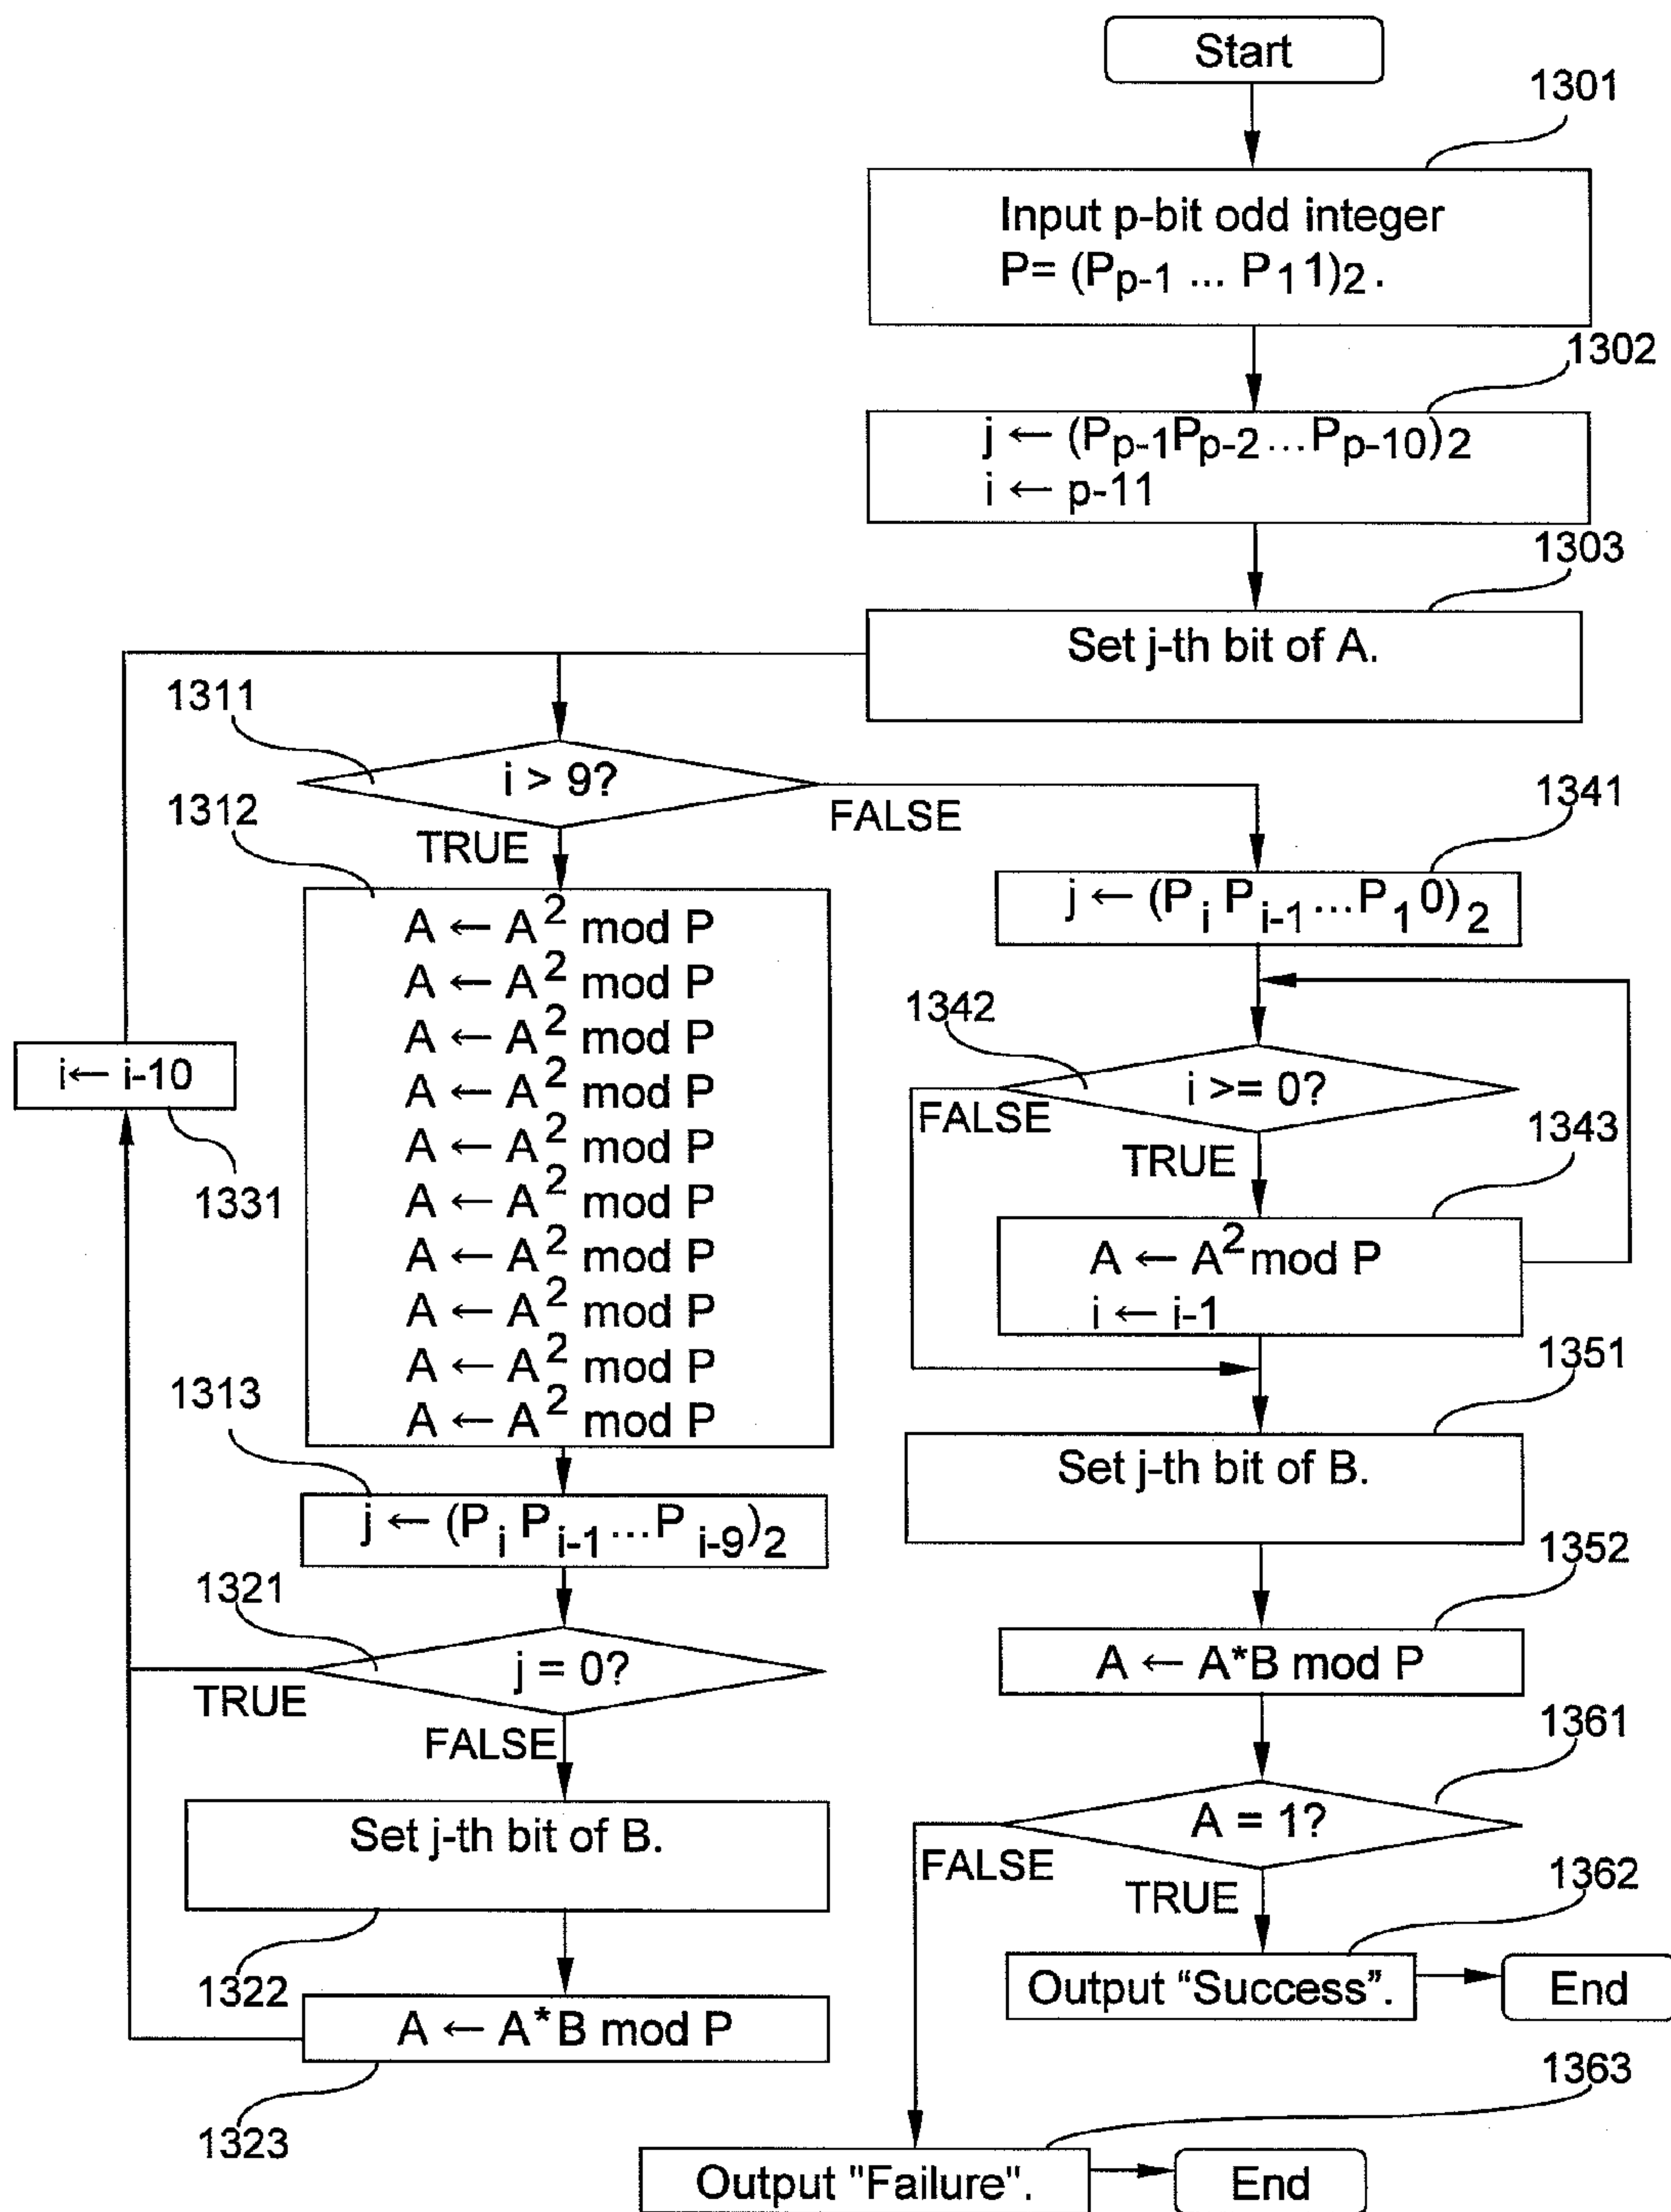 Start
1301
Input p-bit odd integer
P= (Pp-1 ... P11)2 .
1302
j ← (Pp-1Pp-2...Pp-10)2
i ← p-11
1303
Set j-th bit of A.
1311
i > 9?
TRUE
FALSE
1312
A ← A2 mod P
A ← A2 mod P
A ← A2 mod P
A ← A2 mod P
A ← A2 mod P
A ← A2 mod P
A ← A2 mod P
A ← A2 mod P
A ← A2 mod P
A ← A2 mod P
1313
j ← (Pi Pi-1...Pi-9)2
1321
j = 0?
TRUE
FALSE
Set j-th bit of B.
1322
A ← A*B mod P
1323
i← i-10
1331
1341
j ← (Pi Pi-1...P10)2
1342
i >= 0?
FALSE
TRUE
1343
A ← A2 mod P
i ← i-1
1351
Set j-th bit of B.
1352
A ← A*B mod P
1361
A = 1?
FALSE
TRUE
1362
Output “Success”.
End
1363
Output "Failure".
End